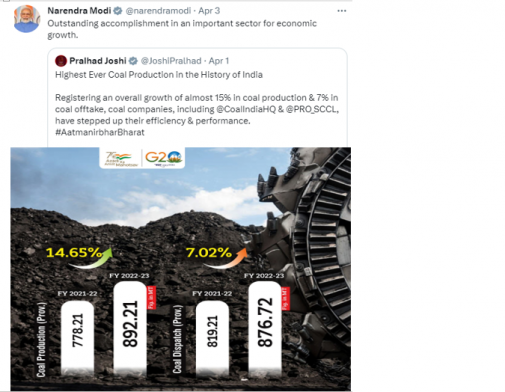 Narendra Modi @narendramodi · Apr 3 ...
Outstanding accomplishment in an important sector for economic
growth.
Pralhad Joshi @JoshiPralhad · Apr 1
Highest Ever Coal Production in the History of India
Registering an overall growth of almost 15% in coal production & 7% in
coal offtake, coal companies, including @CoalIndiaHQ & @PRO_SCCL,
have stepped up their efficiency & performance.
#AatmanirbharBharat
G20
14.65%
7.02%
FY 2021-22
FY 2022-23
FY 2021-22
FY 2022-23
Coal Production (Prov.)
778.21
892.21
Fig. in MT
Coal Dispatch (Prov.)
819.21
876.72
Fig. in MT